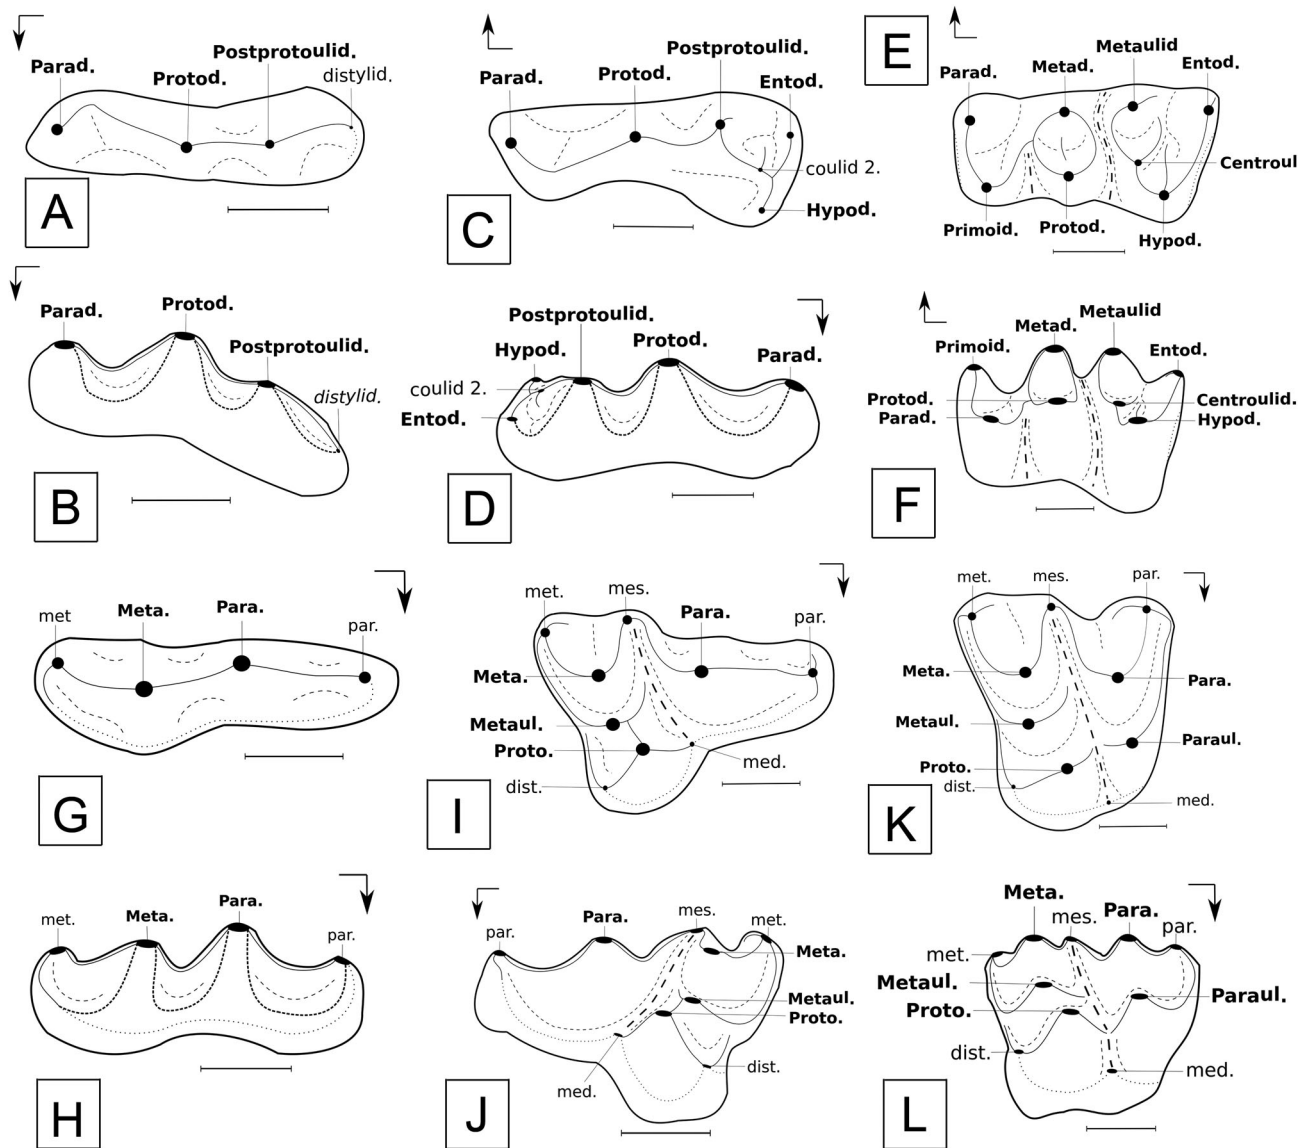 Parad.
Protod.
Postprotoulid.
distylid.
A
Parad.
Protod.
Postprotoulid.
Entod.
coulid 2.
Hypod.
C
E
Parad.
Metad.
Metaulid
Entod.
Centroul
Primoid.
Protod.
Hypod.
Parad.
Protod.
Postprotoulid.
distylid.
B
Postprotoulid.
Hypod.
Protod.
Parad.
coulid 2.
Entod.
D
Metaulid
Metad.
Primoid.
Entod.
Protod.
Parad.
Centroulid.
Hypod.
F
met
Meta.
Para.
par.
G
met.
mes.
Para.
par.
Meta.
Metaul.
Proto.
dist.
med.
I
met.
mes.
par.
Meta.
Para.
Metaul.
Paraul.
Proto.
dist.
med.
K
met.
Meta.
Para.
par.
H
par.
Para.
mes.
met.
Meta.
Metaul.
Proto.
med.
dist.
J
Meta.
mes.
Para.
par.
met.
Metaul.
Proto.
Paraul.
dist.
med.
L